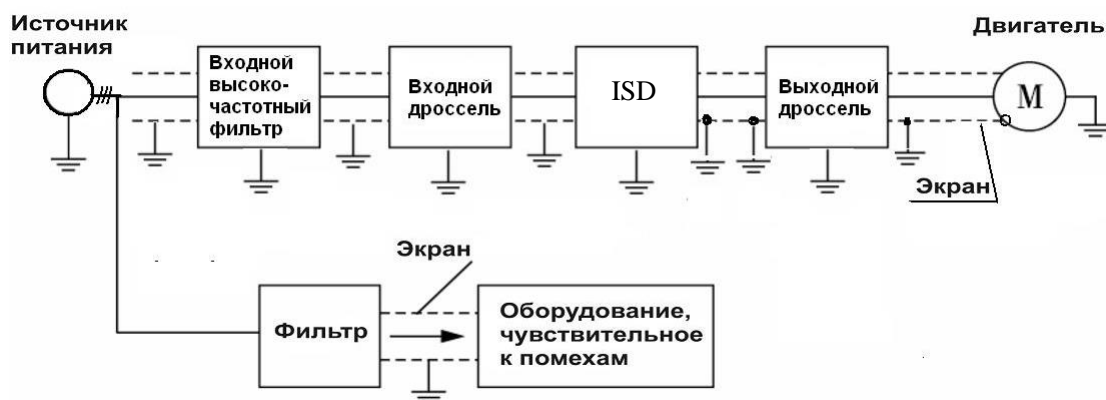 Источник
питания
Входной
высоко-
частотный
фильтр
Входной
дроссель
ISD
Выходной
дроссель
Двигатель
М
Экран
Экран
Фильтр
Оборудование,
чувствительное
к помехам